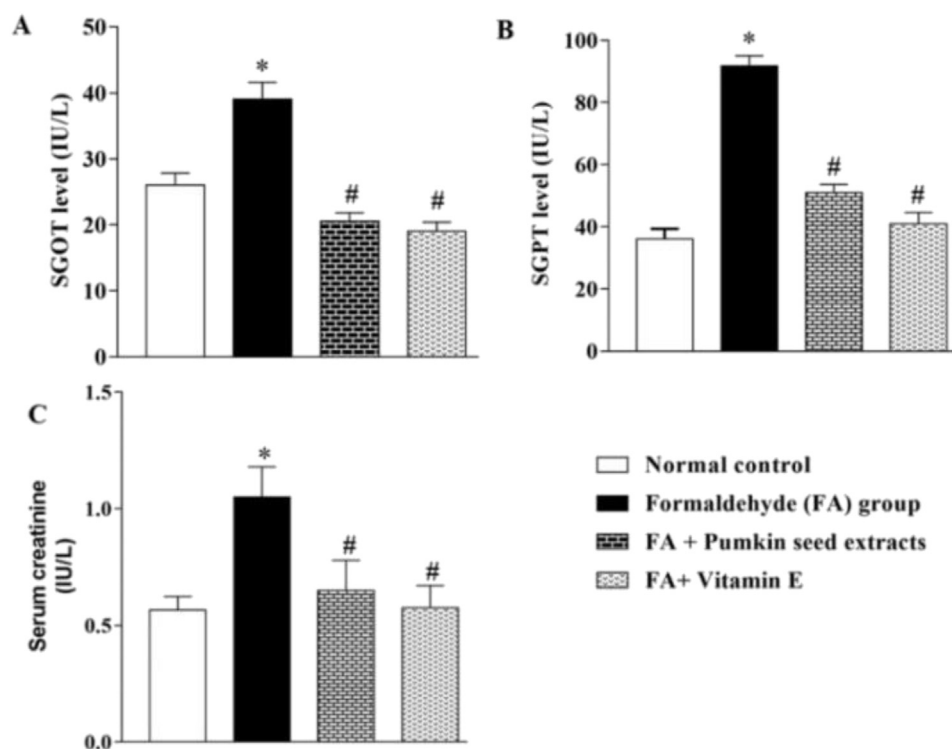 A
SGOT level (IU/L)
50
40
30
20
10
0
*
#
#
B
SGPT level (IU/L)
100
80
60
40
20
0
*
#
#
C
Serum creatinine
(IU/L)
1.5
1.0
0.5
0.0
*
#
#
Normal control
Formaldehyde (FA) group
FA + Pumkin seed extracts
FA+ Vitamin E